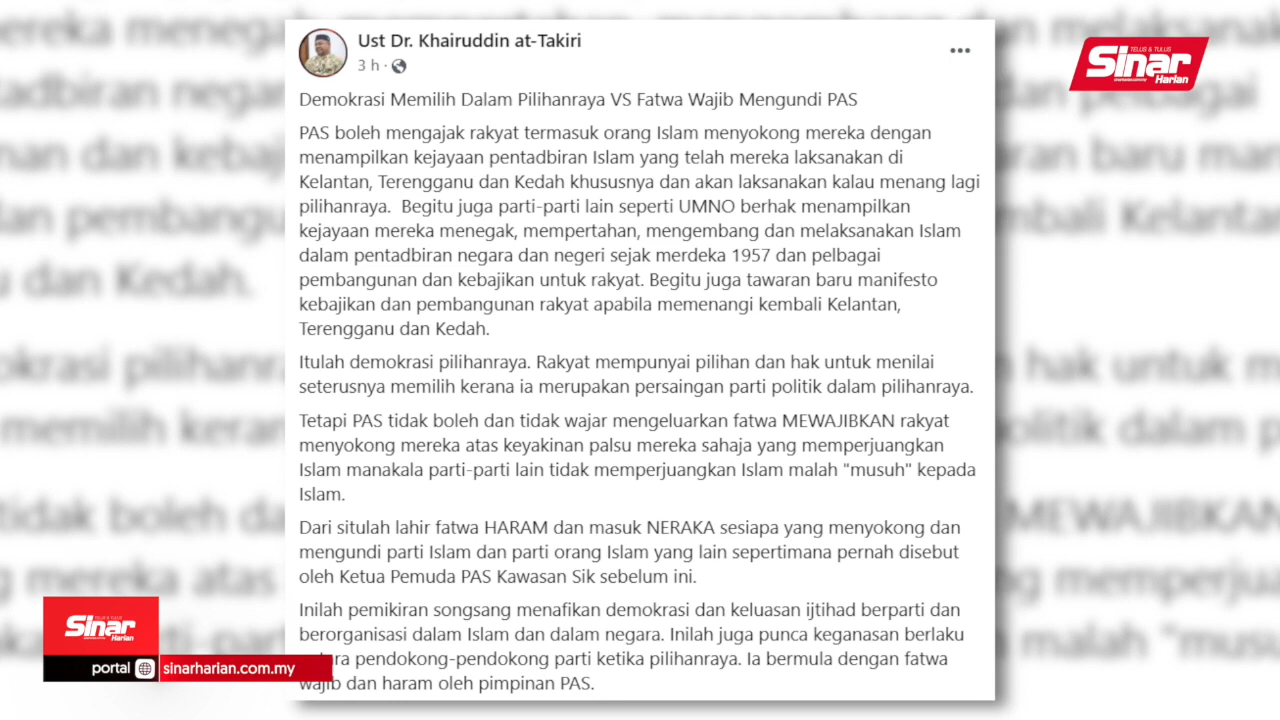 Ust Dr. Khairuddin at-Takiri
3 h
Demokrasi Memilih Dalam Pilihanraya VS Fatwa Wajib Mengundi PAS
PAS boleh mengajak rakyat termasuk orang Islam menyokong mereka dengan
menampilkan kejayaan pentadbiran Islam yang telah mereka laksanakan di
Kelantan, Terengganu dan Kedah khususnya dan akan laksanakan kalau menang lagi
pilihanraya. Begitu juga parti-parti lain seperti UMNO berhak menampilkan
kejayaan mereka menegak, mempertahan, mengembang dan melaksanakan Islam
dalam pentadbiran negara dan negeri sejak merdeka 1957 dan pelbagai
pembangunan dan kebajikan untuk rakyat. Begitu juga tawaran baru manifesto
kebajikan dan pembangunan rakyat apabila memenangi kembali Kelantan,
Terengganu dan Kedah.
Itulah demokrasi pilihanraya. Rakyat mempunyai pilihan dan hak untuk menilai
seterusnya memilih kerana ia merupakan persaingan parti politik dalam pilihanraya.
Tetapi PAS tidak boleh dan tidak wajar mengeluarkan fatwa MEWAJIBKAN rakyat
menyokong mereka atas keyakinan palsu mereka sahaja yang memperjuangkan
Islam manakala parti-parti lain tidak memperjuangkan Islam malah "musuh" kepada
Islam.
Dari situlah lahir fatwa HARAM dan masuk NERAKA sesiapa yang menyokong dan
mengundi parti Islam dan parti orang Islam yang lain sepertimana pernah disebut
oleh Ketua Pemuda PAS Kawasan Sik sebelum ini.
Inilah pemikiran songsang menafikan demokrasi dan keluasan ijtihad berparti dan
berorganisasi dalam Islam dan dalam negara. Inilah juga punca keganasan berlaku
pendokong-pendokong parti ketika pilihanraya. Ia bermula dengan fatwa
wajib dan haram oleh pimpinan PAS.
TELUS & TULUS
Sinar
Harian
sinarharian.com.my
TELUS & TULUS
Sinar
Harian
portal sinarharian.com.my